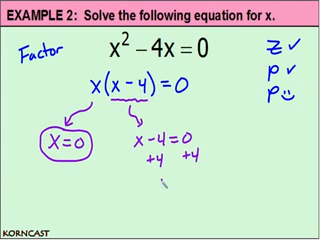 EXAMPLE 2: Solve the following equation for x.
Factor
x² − 4x = 0
x(x − 4) = 0
X = 0
x − 4 = 0
+4 +4
Z ✓
P ✓
P ☺
KORNCAST